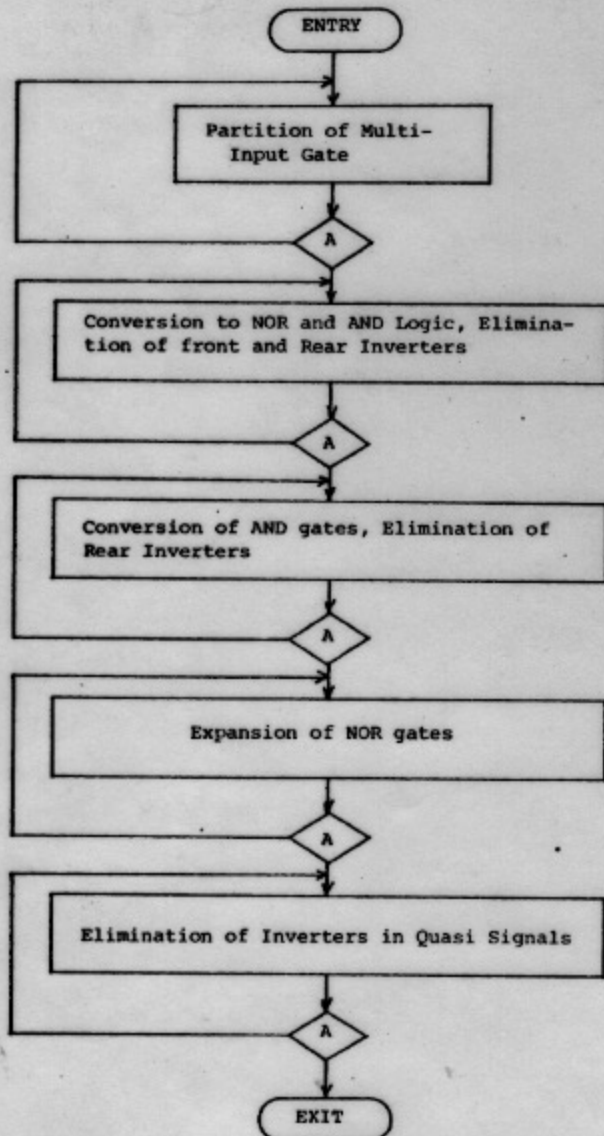 ENTRY
Partition of Multi-
Input Gate
A
Conversion to NOR and AND Logic, Elimina-
tion of front and Rear Inverters
A
Conversion of AND gates, Elimination of
Rear Inverters
A
Expansion of NOR gates
A
Elimination of Inverters in Quasi Signals
A
EXIT